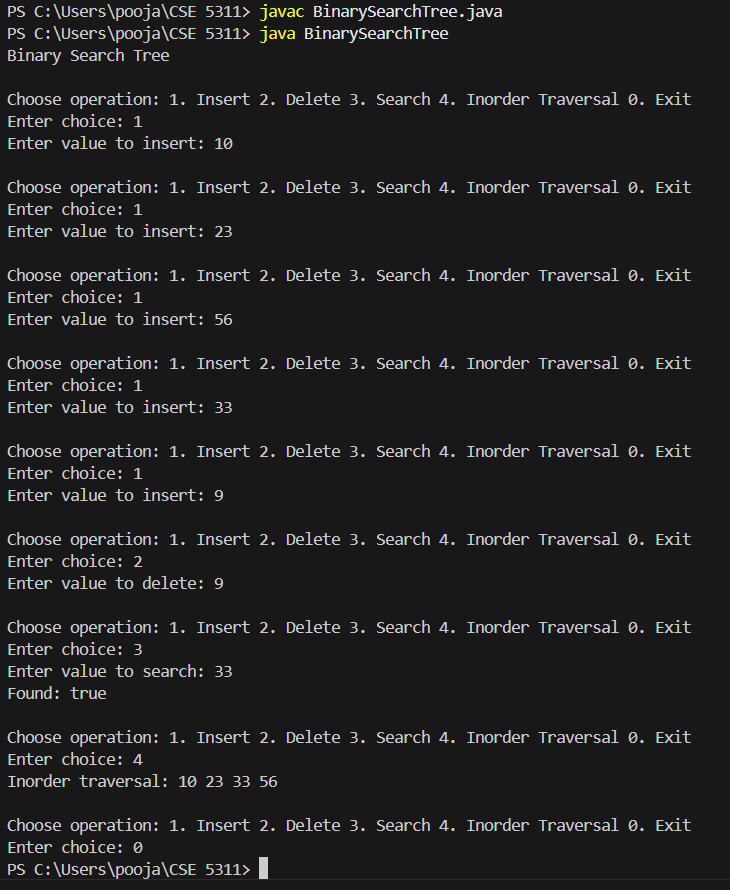 PS C:\Users\pooja\CSE 5311> javac BinarySearchTree.java
PS C:\Users\pooja\CSE 5311> java BinarySearchTree
Binary Search Tree

Choose operation: 1. Insert 2. Delete 3. Search 4. Inorder Traversal 0. Exit
Enter choice: 1
Enter value to insert: 10

Choose operation: 1. Insert 2. Delete 3. Search 4. Inorder Traversal 0. Exit
Enter choice: 1
Enter value to insert: 23

Choose operation: 1. Insert 2. Delete 3. Search 4. Inorder Traversal 0. Exit
Enter choice: 1
Enter value to insert: 56

Choose operation: 1. Insert 2. Delete 3. Search 4. Inorder Traversal 0. Exit
Enter choice: 1
Enter value to insert: 33

Choose operation: 1. Insert 2. Delete 3. Search 4. Inorder Traversal 0. Exit
Enter choice: 1
Enter value to insert: 9

Choose operation: 1. Insert 2. Delete 3. Search 4. Inorder Traversal 0. Exit
Enter choice: 2
Enter value to delete: 9

Choose operation: 1. Insert 2. Delete 3. Search 4. Inorder Traversal 0. Exit
Enter choice: 3
Enter value to search: 33
Found: true

Choose operation: 1. Insert 2. Delete 3. Search 4. Inorder Traversal 0. Exit
Enter choice: 4
Inorder traversal: 10 23 33 56

Choose operation: 1. Insert 2. Delete 3. Search 4. Inorder Traversal 0. Exit
Enter choice: 0
PS C:\Users\pooja\CSE 5311>